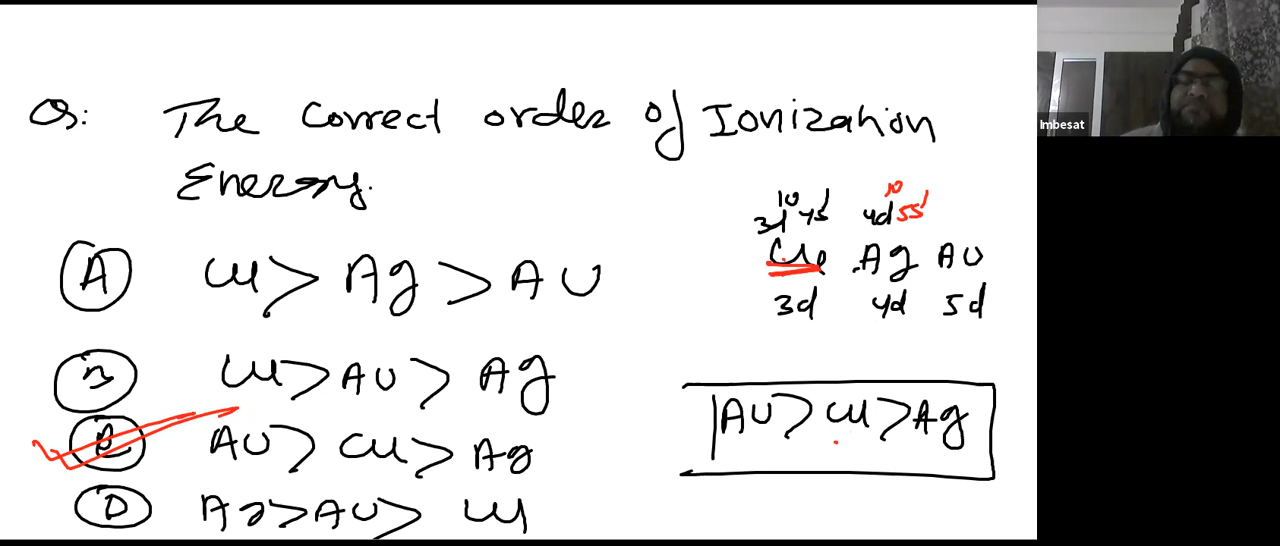 Q: The Correct order of Ionization
Energy.
3d¹⁰ 4s¹ 4d¹⁰ 5s¹
Cu Ag AU
3d 4d 5d
(A) Cu > Ag > AU
(B) Cu > AU > Ag
AU > Cu > Ag
(D) Ag > AU > Cu
AU > Cu > Ag
Imbesat